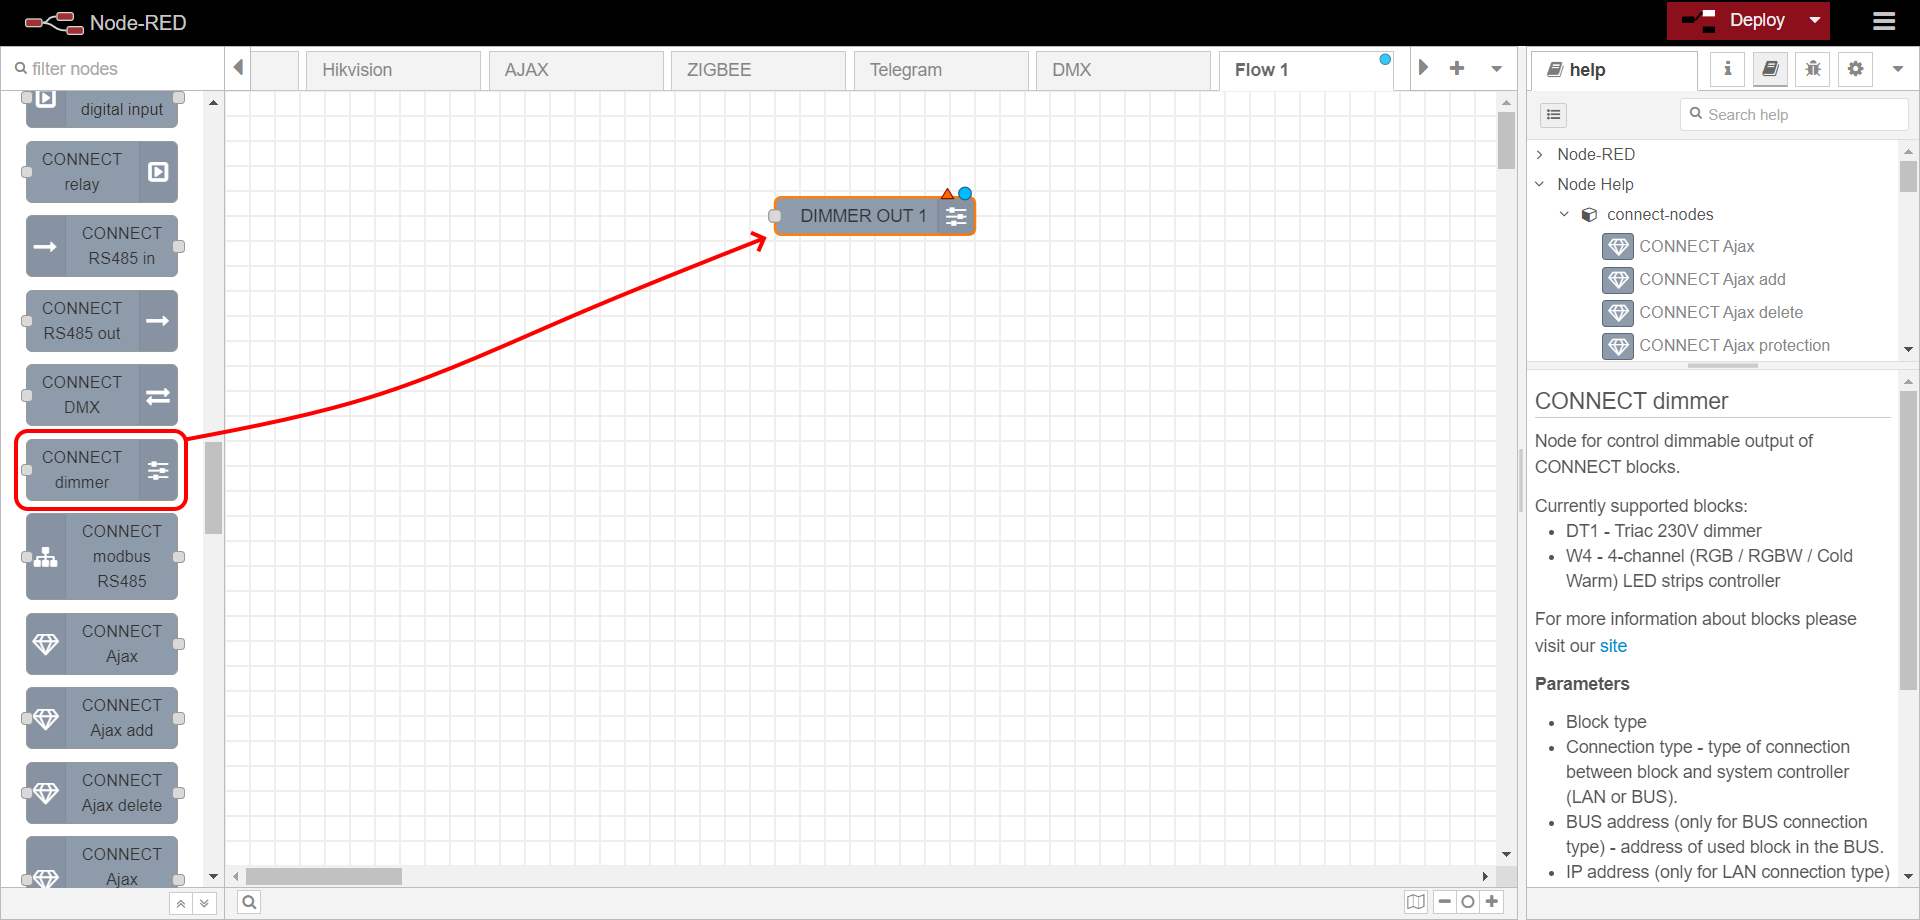 Node-RED
Deploy
filter nodes
Hikvision
AJAX
ZIGBEE
Telegram
DMX
Flow 1
help
i
Search help
digital input
CONNECT
relay
CONNECT
RS485 in
CONNECT
RS485 out
CONNECT
DMX
CONNECT
dimmer
CONNECT
modbus
RS485
CONNECT
Ajax
CONNECT
Ajax add
CONNECT
Ajax delete
CONNECT
Ajax
DIMMER OUT 1
Node-RED
Node Help
connect-nodes
CONNECT Ajax
CONNECT Ajax add
CONNECT Ajax delete
CONNECT Ajax protection
CONNECT dimmer
Node for control dimmable output of
CONNECT blocks.
Currently supported blocks:
• DT1 - Triac 230V dimmer
• W4 - 4-channel (RGB / RGBW / Cold
Warm) LED strips controller
For more information about blocks please
visit our site
Parameters
• Block type
• Connection type - type of connection
between block and system controller
(LAN or BUS).
• BUS address (only for BUS connection
type) - address of used block in the BUS.
• IP address (only for LAN connection type)